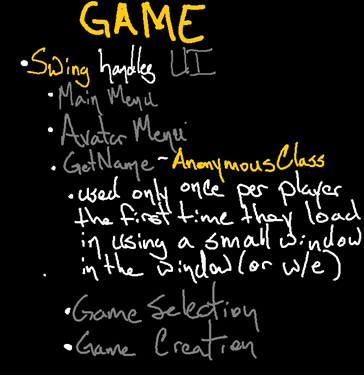 GAME
• Swing handles UI
• Main Menu
• Avatar Menu
• GetName ~ AnonymousClass
• used only once per player
the first time they load
in using a small window
in the window (or w/e)
• Game Selection
• Game Creation